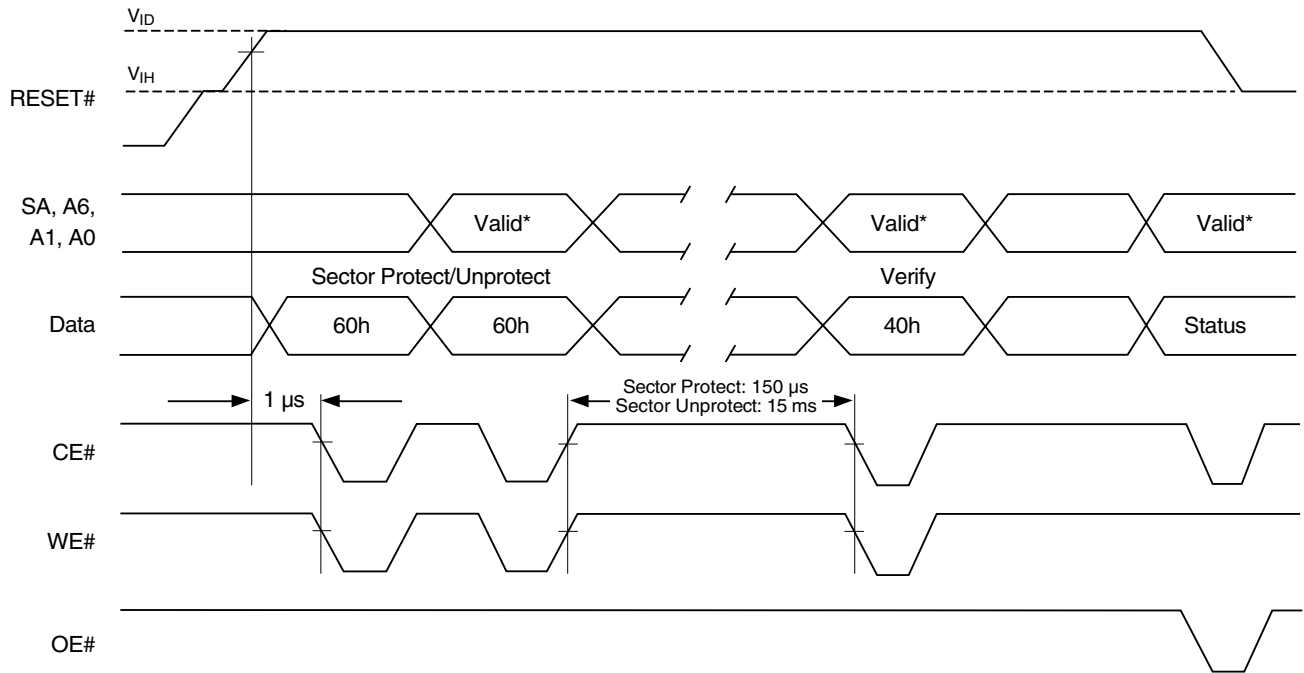 VID
VIH
RESET#
SA, A6,
A1, A0
Valid*
Valid*
Valid*
Sector Protect/Unprotect
Verify
Data
60h
60h
40h
Status
1 µs
Sector Protect: 150 µs
Sector Unprotect: 15 ms
CE#
WE#
OE#